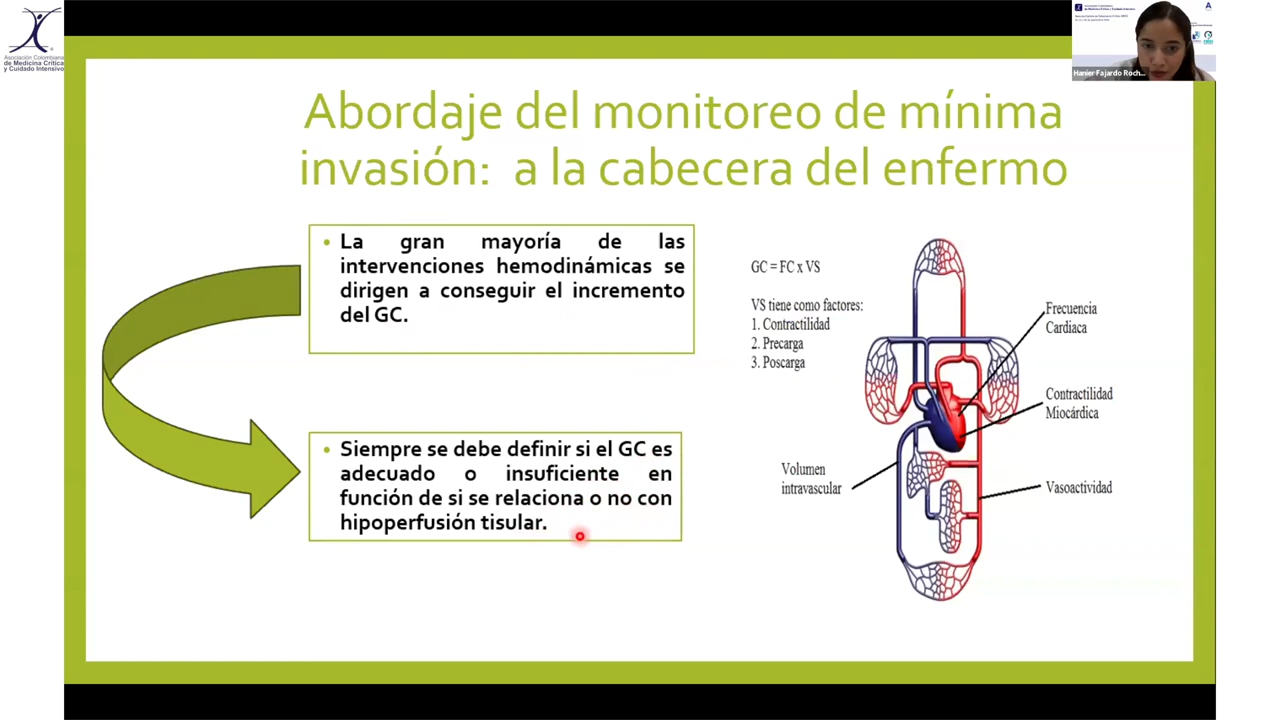 Asociación Colombiana
de Medicina Crítica
y Cuidado Intensivo
Hanier Fajardo Roch...
Abordaje del monitoreo de mínima
invasión: a la cabecera del enfermo
• La gran mayoría de las
intervenciones hemodinámicas se
dirigen a conseguir el incremento
del GC.
• Siempre se debe definir si el GC es
adecuado o insuficiente en
función de si se relaciona o no con
hipoperfusión tisular.
GC = FC x VS
VS tiene como factores:
1. Contractilidad
2. Precarga
3. Poscarga
Frecuencia
Cardiaca
Contractilidad
Miocárdica
Volumen
intravascular
Vasoactividad